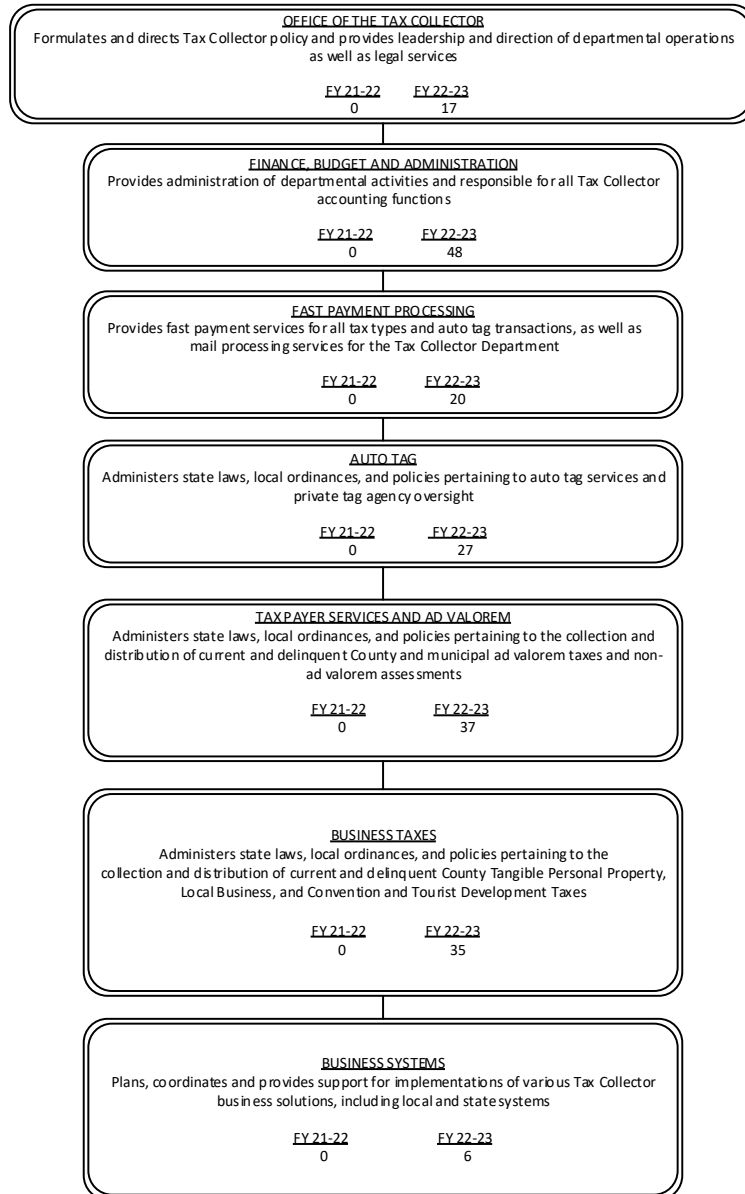 OFFICE OF THE TAX COLLECTOR
Formulates and directs Tax Collector policy and provides leadership and direction of departmental operations
as well as legal services
FY 21-22 FY 22-23
0 17
FINANCE, BUDGET AND ADMINISTRATION
Provides administration of departmental activities and responsible for all Tax Collector
accounting functions
FY 21-22 FY 22-23
0 48
FAST PAYMENT PROCESSING
Provides fast payment services for all tax types and auto tag transactions, as well as
mail processing services for the Tax Collector Department
FY 21-22 FY 22-23
0 20
AUTO TAG
Administers state laws, local ordinances, and policies pertaining to auto tag services and
private tag agency oversight
FY 21-22 FY 22-23
0 27
TAXPAYER SERVICES AND AD VALOREM
Administers state laws, local ordinances, and policies pertaining to the collection and
distribution of current and delinquent County and municipal ad valorem taxes and non-
ad valorem assessments
FY 21-22 FY 22-23
0 37
BUSINESS TAXES
Administers state laws, local ordinances, and policies pertaining to the
collection and distribution of current and delinquent County Tangible Personal Property,
Local Business, and Convention and Tourist Development Taxes
FY 21-22 FY 22-23
0 35
BUSINESS SYSTEMS
Plans, coordinates and provides support for implementations of various Tax Collector
business solutions, including local and state systems
FY 21-22 FY 22-23
0 6